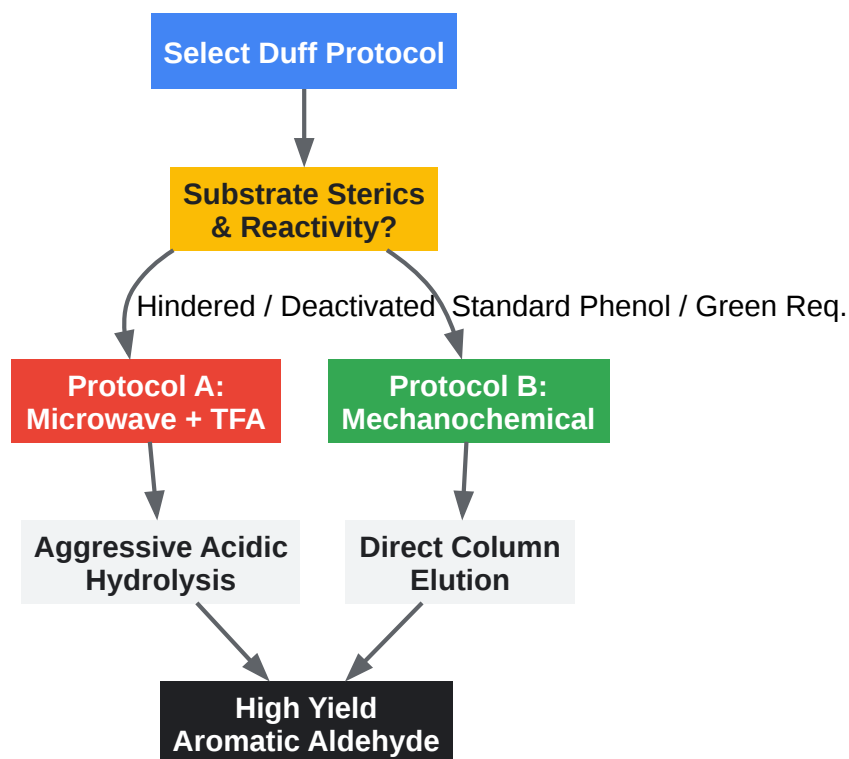 Select Duff Protocol
Substrate Sterics
& Reactivity?
Hindered / Deactivated
Standard Phenol / Green Req.
Protocol A:
Microwave + TFA
Protocol B:
Mechanochemical
Aggressive Acidic
Hydrolysis
Direct Column
Elution
High Yield
Aromatic Aldehyde